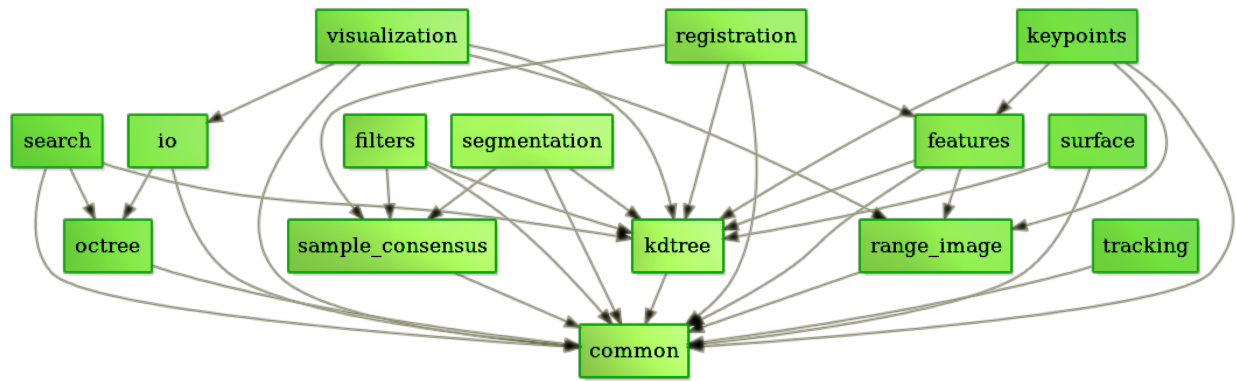 visualization
registration
keypoints
search
io
filters
segmentation
features
surface
octree
sample_consensus
kdtree
range_image
tracking
common